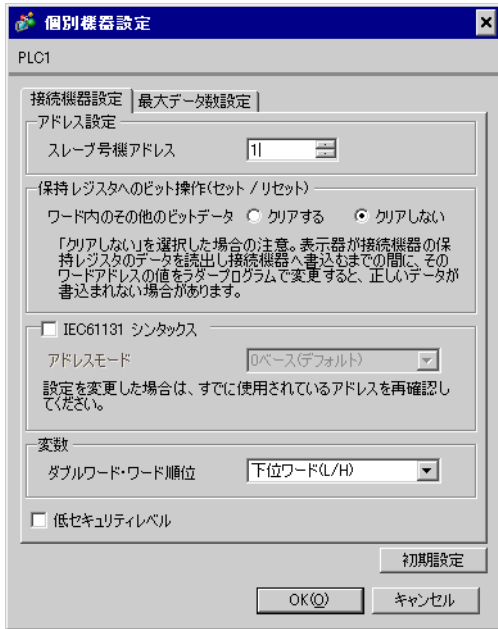 個別機器設定
PLC1
接続機器設定 最大データ数設定
アドレス設定
スレーブ号機アドレス 1
保持レジスタへのビット操作(セット / リセット)
ワード内のその他のビットデータ クリアする クリアしない
「クリアしない」を選択した場合の注意。表示器が接続機器の保
持レジスタのデータを読出し接続機器へ書込むまでの間に、その
ワードアドレスの値をラダープログラムで変更すると、正しいデータが
書込まれない場合があります。
IEC61131 シンタックス
アドレスモード 0ベース(デフォルト)
設定を変更した場合は、すでに使用されているアドレスを再確認し
てください。
変数
ダブルワード・ワード順位 下位ワード(L/H)
低セキュリティレベル
初期設定
OK(O) キャンセル